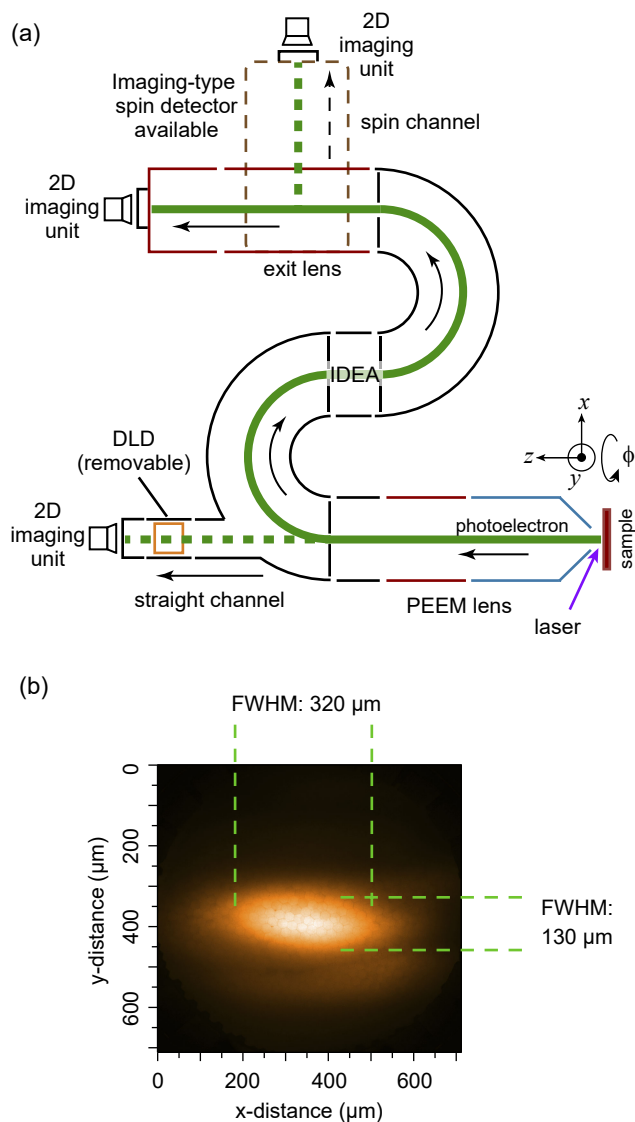 (a)
2D
imaging
unit
Imaging-type
spin detector
available
spin channel
2D
imaging
unit
exit lens
IDEA
DLD
(removable)
x
z
y
ϕ
2D
imaging
unit
photoelectron
sample
straight channel
PEEM lens
laser
(b)
FWHM: 320 µm
0
200
400
600
y-distance (µm)
FWHM:
130 µm
0
200
400
600
x-distance (µm)